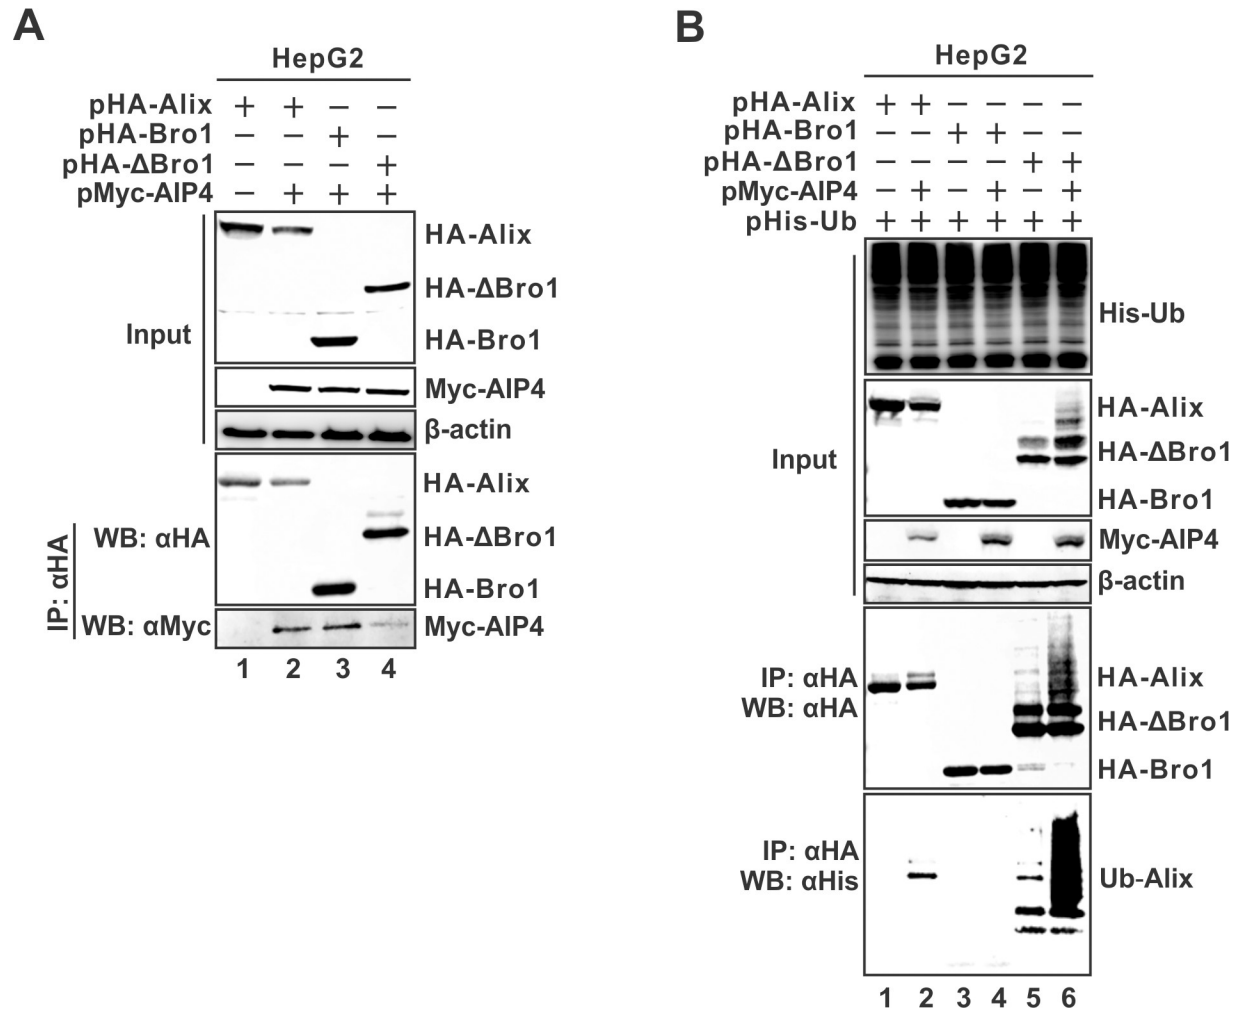 A
HepG2
pHA-Alix + + − −
pHA-Bro1 − − + −
pHA-ΔBro1 − − − +
pMyc-AIP4 − + + +
Input
HA-Alix
HA-ΔBro1
HA-Bro1
Myc-AIP4
β-actin
IP: αHA
WB: αHA
HA-Alix
HA-ΔBro1
HA-Bro1
WB: αMyc
Myc-AIP4
1 2 3 4
B
HepG2
pHA-Alix + + − − − −
pHA-Bro1 − − + + − −
pHA-ΔBro1 − − − − + +
pMyc-AIP4 − + − + − +
pHis-Ub + + + + + +
Input
His-Ub
HA-Alix
HA-ΔBro1
HA-Bro1
Myc-AIP4
β-actin
IP: αHA
WB: αHA
HA-Alix
HA-ΔBro1
HA-Bro1
IP: αHA
WB: αHis
Ub-Alix
1 2 3 4 5 6